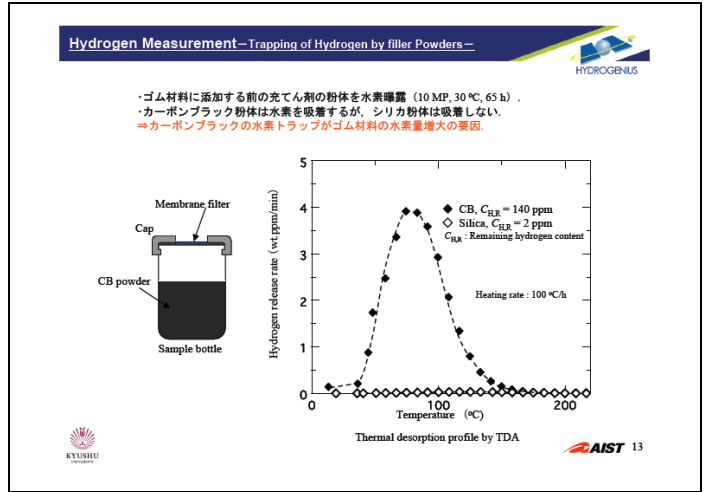 Hydrogen Measurement－Trapping of Hydrogen by filler Powders－
HYDROGENIUS
・ゴム材料に添加する前の充てん剤の粉体を水素曝露（10 MP, 30 ºC, 65 h）.
・カーボンブラック粉体は水素を吸着するが，シリカ粉体は吸着しない.
⇒カーボンブラックの水素トラップがゴム材料の水素量増大の要因.
Membrane filter
Cap
CB powder
Sample bottle
Hydrogen release rate (wt.ppm/min)
5
4
3
2
1
0
CB, CH,R = 140 ppm
Silica, CH,R = 2 ppm
CH,R : Remaining hydrogen content
Heating rate : 100 ºC/h
0
100
200
Temperature （ºC)
Thermal desorption profile by TDA
KYUSHU
UNIVERSITY
AIST
13